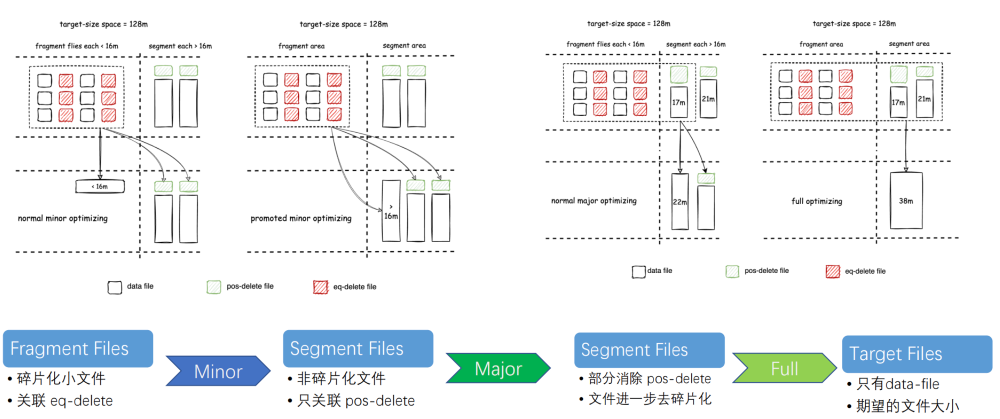 target-size space = 128m
fragment flies each < 16m
segment each > 16m
< 16m
normal minor optimizing
target-size space = 128m
fragment area
segment area
>
16m
promoted minor optimizing
data file
pos-delete file
eq-delete file
target-size space = 128m
fragment flies each < 16m
segment each > 16m
17m
21m
normal major optimizing
22m
target-size space = 128m
fragment area
segment area
17m
21m
full optimizing
38m
data file
pos-delete file
eq-delete file
Fragment Files
• 碎片化小文件
• 关联 eq-delete
Minor
Segment Files
• 非碎片化文件
• 只关联 pos-delete
Major
Segment Files
• 部分消除 pos-delete
• 文件进一步去碎片化
Full
Target Files
• 只有data-file
• 期望的文件大小